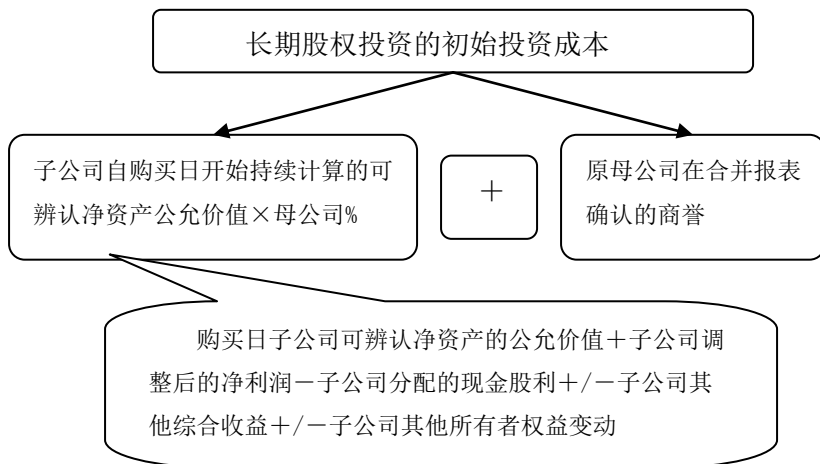 长期股权投资的初始投资成本
子公司自购买日开始持续计算的可
辨认净资产公允价值×母公司%
＋
原母公司在合并报表
确认的商誉
购买日子公司可辨认净资产的公允价值＋子公司调
整后的净利润－子公司分配的现金股利＋/－子公司其
他综合收益＋/－子公司其他所有者权益变动